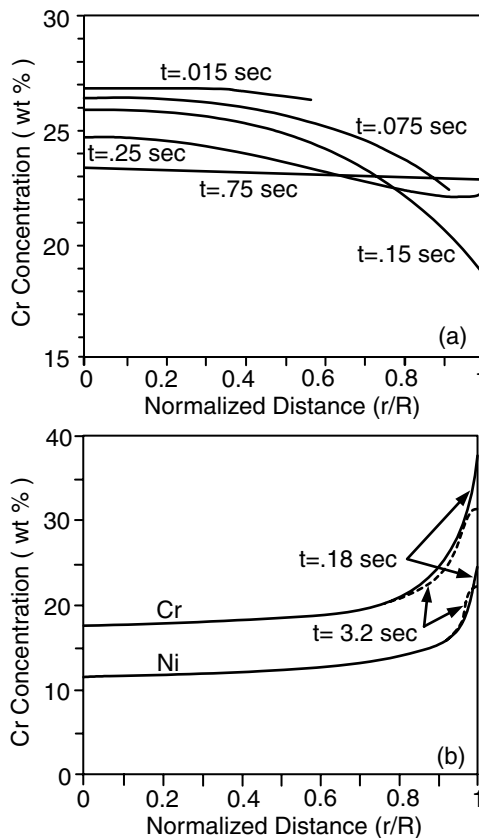 30
25
20
15
Cr Concentration ( wt % )
t=.015 sec
t=.075 sec
t=.25 sec
t=.75 sec
t=.15 sec
(a)
0 0.2 0.4 0.6 0.8 1
Normalized Distance (r/R)
40
30
20
10
0
Cr Concentration ( wt % )
t=.18 sec
Cr
t= 3.2 sec
Ni
(b)
0 0.2 0.4 0.6 0.8 1
Normalized Distance (r/R)